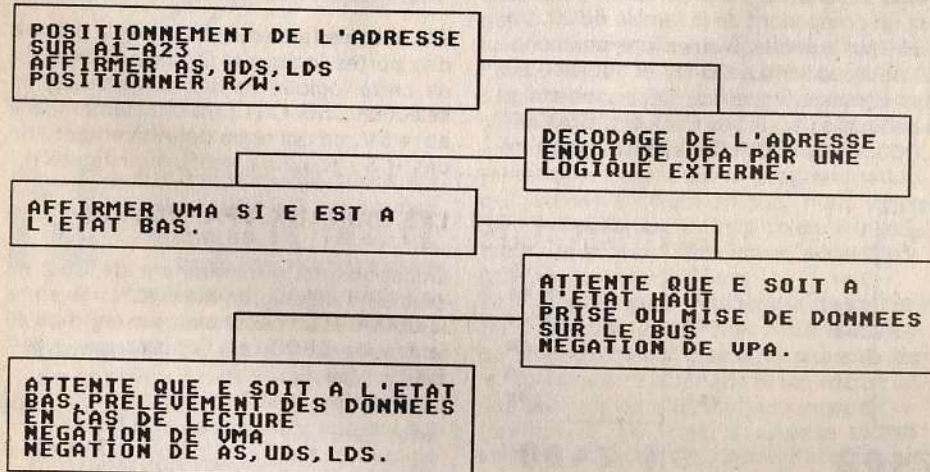 POSITIONNEMENT DE L'ADRESSE
SUR A1-A23
AFFIRMER AS,UDS,LDS
POSITIONNER R/W.
DECODAGE DE L'ADRESSE
ENVOI DE VPA PAR UNE
LOGIQUE EXTERNE.
AFFIRMER VMA SI E EST A
L'ETAT BAS.
ATTENTE QUE E SOIT A
L'ETAT HAUT
PRISE OU MISE DE DONNEES
SUR LE BUS
NEGATION DE VPA.
ATTENTE QUE E SOIT A L'ETAT
BAS,PRELEVEMENT DES DONNEES
EN CAS DE LECTURE
NEGATION DE VMA
NEGATION DE AS,UDS,LDS.